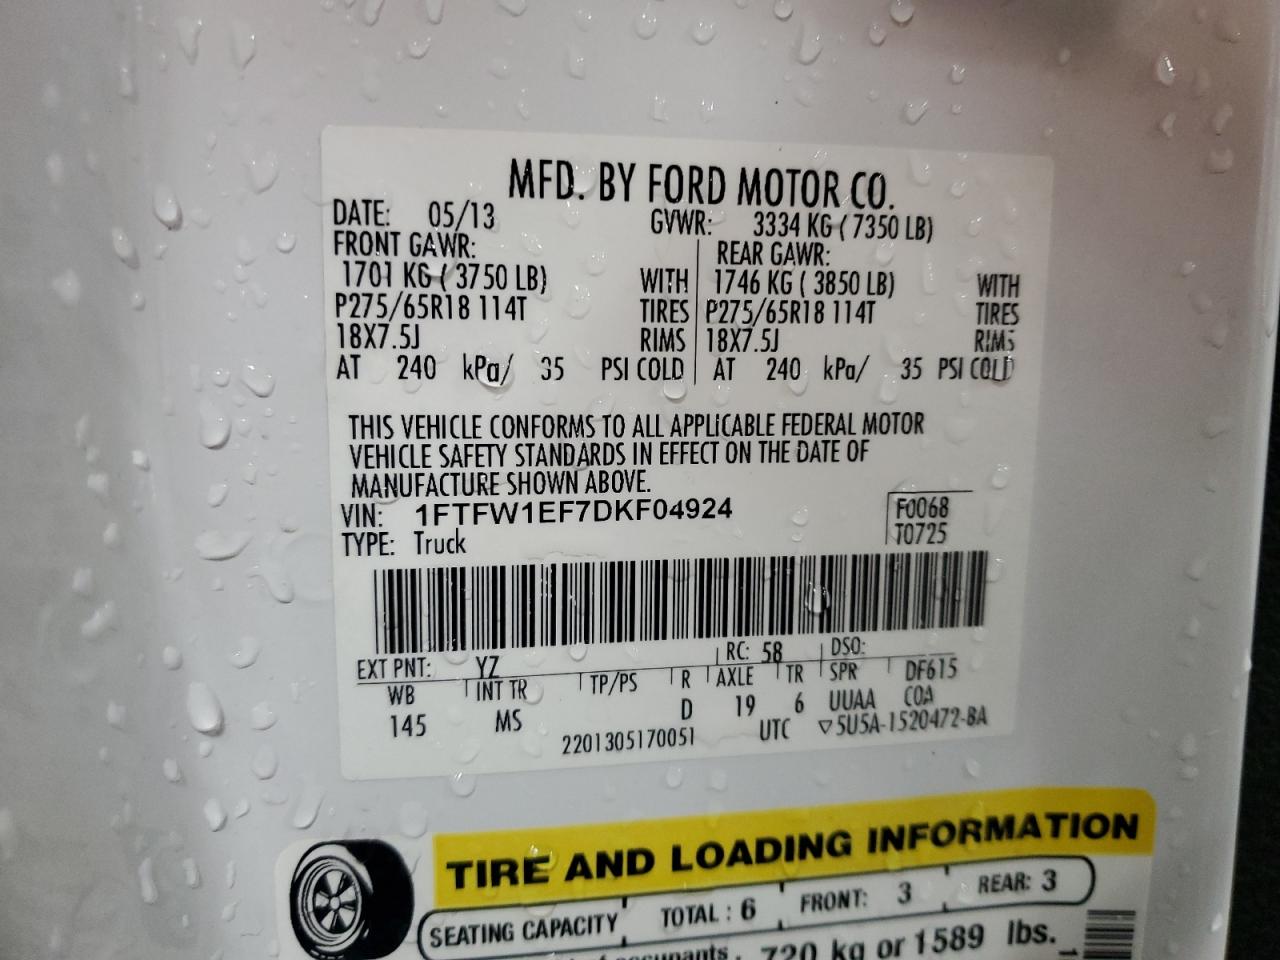 MFD. BY FORD MOTOR CO.
DATE: 05/13 GVWR: 3334 KG ( 7350 LB)
FRONT GAWR: REAR GAWR:
1701 KG ( 3750 LB) WITH 1746 KG ( 3850 LB) WITH
P275/65R18 114T TIRES P275/65R18 114T TIRES
18X7.5J RIMS 18X7.5J RIMS
AT 240 kPa/ 35 PSI COLD AT 240 kPa/ 35 PSI COLD
THIS VEHICLE CONFORMS TO ALL APPLICABLE FEDERAL MOTOR
VEHICLE SAFETY STANDARDS IN EFFECT ON THE DATE OF
MANUFACTURE SHOWN ABOVE.
VIN: 1FTFW1EF7DKF04924 F0068
TYPE: Truck T0725
EXT PNT: YZ RC: 58 DSO:
WB INT TR TP/PS R AXLE TR SPR DF615
145 MS D 19 6 UUAA COA
2201305170051 UTC ▽5U5A-1520472-BA
TIRE AND LOADING INFORMATION
SEATING CAPACITY TOTAL : 6 FRONT: 3 REAR: 3
720 kg or 1589 lbs.